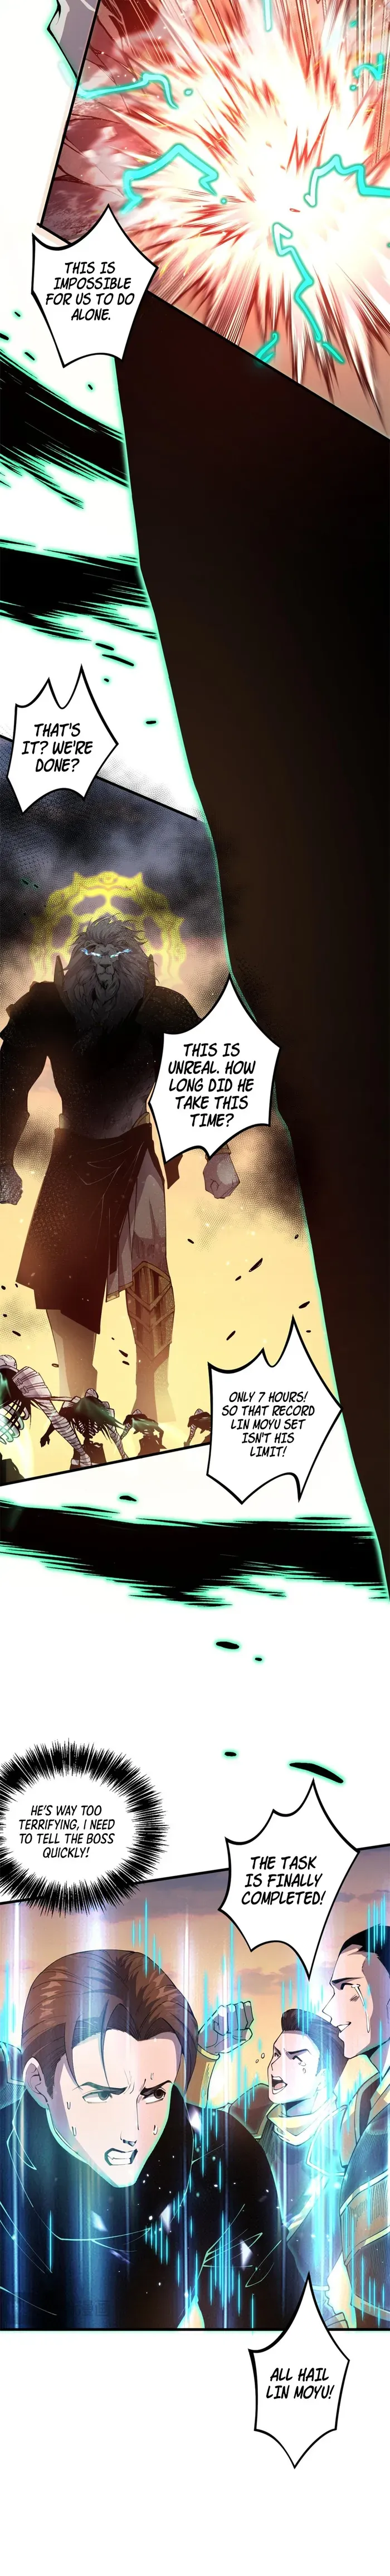 THIS IS
IMPOSSIBLE
FOR US TO DO
ALONE.
THAT'S
IT? WE'RE
DONE?
THIS IS
UNREAL. HOW
LONG DID HE
TAKE THIS
TIME?
ONLY 7 HOURS!
SO THAT RECORD
LIN MOYU SET
ISN'T HIS
LIMIT!
HE'S WAY TOO
TERRIFYING, I NEED
TO TELL THE BOSS
QUICKLY!
THE TASK
IS FINALLY
COMPLETED!
ALL HAIL
LIN MOYU!